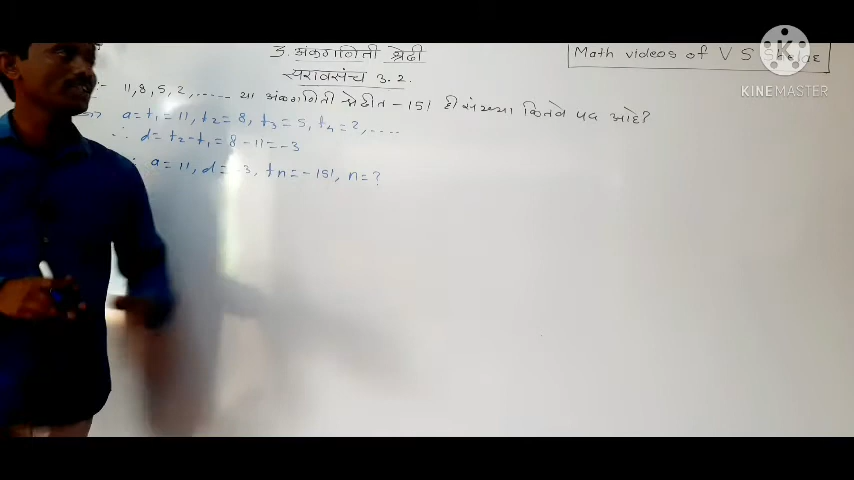 3. अंकगणिती श्रेढी
Math videos of V S
KINEMASTER
सरावसंच 3.2.
11, 8, 5, 2, ..... या अंकगणिती श्रेढीत -151 ही संख्या कितवे पद आहे?
a = t₁ = 11, t₂ = 8, t₃ = 5, t₄ = 2, ....
∴ d = t₂ - t₁ = 8 - 11 = -3
a = 11, d = -3, tn = -151, n = ?